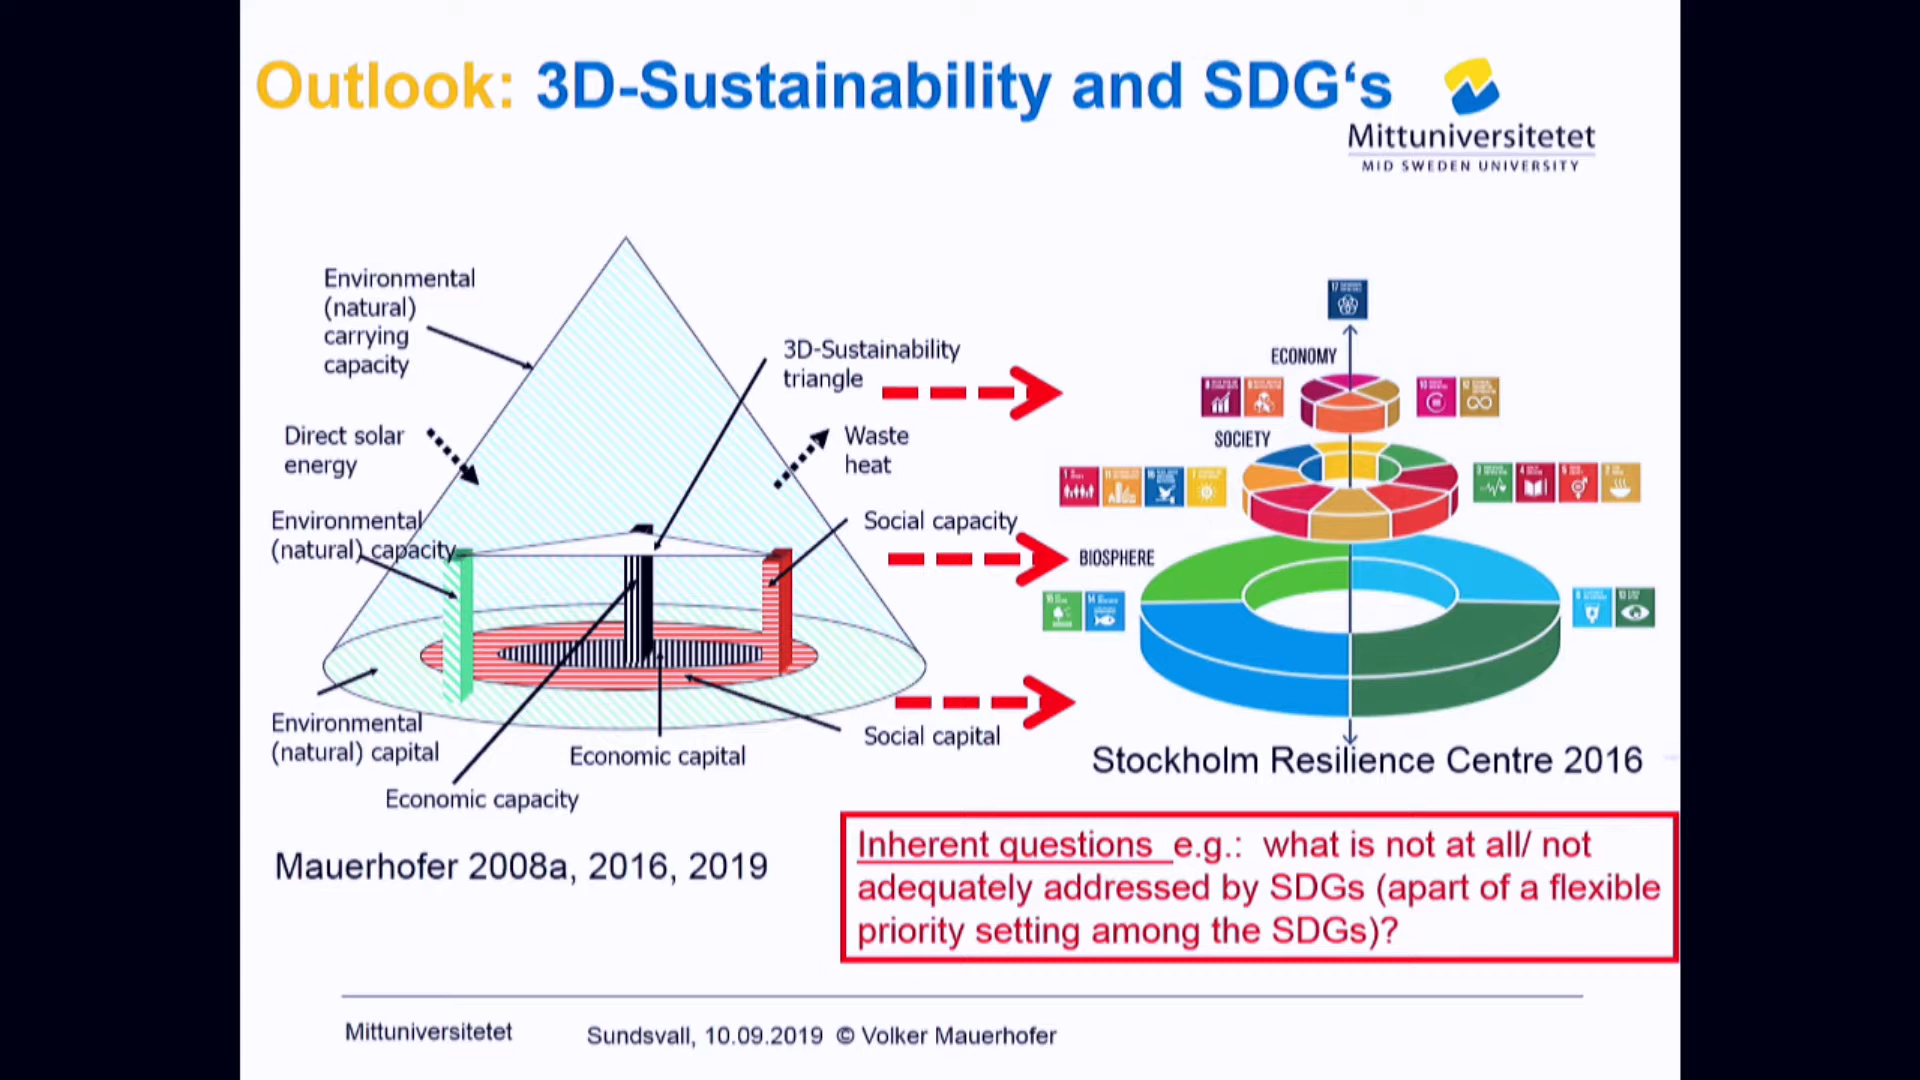 Outlook: 3D-Sustainability and SDG‘s
Mittuniversitetet
MID SWEDEN UNIVERSITY
Environmental
(natural)
carrying
capacity
3D-Sustainability
triangle
Direct solar
energy
Waste
heat
Environmental
(natural) capacity
Social capacity
Environmental
(natural) capital
Economic capital
Social capital
Economic capacity
Mauerhofer 2008a, 2016, 2019
17
ECONOMY
SOCIETY
BIOSPHERE
Stockholm Resilience Centre 2016
Inherent questions e.g.: what is not at all/ not
adequately addressed by SDGs (apart of a flexible
priority setting among the SDGs)?
Mittuniversitetet
Sundsvall, 10.09.2019 © Volker Mauerhofer